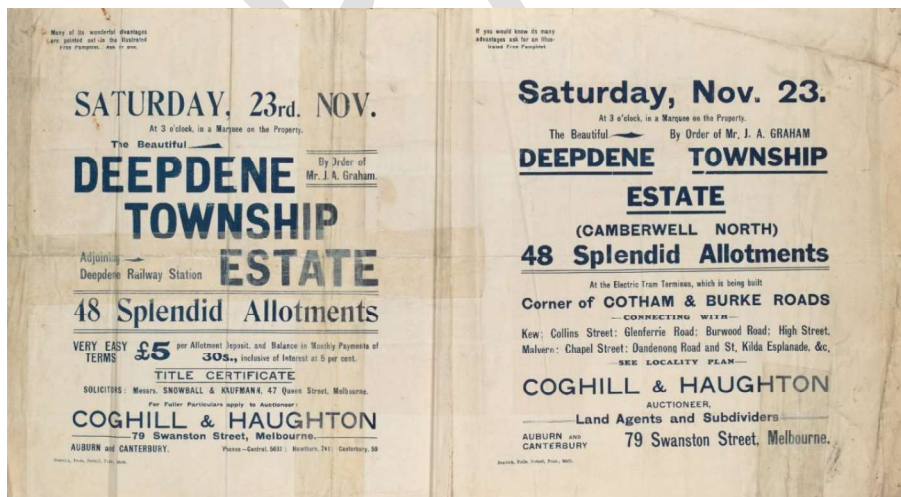 Many of its wonderful dvantages
are pointed out in the Illustrated
Free Pamphlet. Ask for one.
SATURDAY, 23rd. NOV.
At 3 o'clock, in a Marquee on the Property.
The Beautiful
DEEPDENE
By Order of
Mr. J. A. Graham.
TOWNSHIP
Adjoining
Deepdene Railway Station
ESTATE
48 Splendid Allotments
VERY EASY
TERMS
£5 per Allotment Deposit, and Balance in Monthly Payments of
30s., inclusive of Interest at 5 per cent.
TITLE CERTIFICATE
SOLICITORS: Messrs. SNOWBALL & KAUFMANN, 47 Queen Street, Melbourne.
For Fuller Particulars apply to Auctioneer:
COGHILL & HAUGHTON
79 Swanston Street, Melbourne.
AUBURN and CANTERBURY.
Phones—Central, 5031; Hawthorn, 241; Canterbury, 50
If you would know its many
advantages ask for an Illus-
trated Free Pamphlet
Saturday, Nov. 23.
At 3 o'clock, in a Marquee on the Property.
The Beautiful By Order of Mr. J. A. GRAHAM
DEEPDENE TOWNSHIP
ESTATE
(CAMBERWELL NORTH)
48 Splendid Allotments
At the Electric Tram Terminus, which is being built
Corner of COTHAM & BURKE ROADS
—CONNECTING WITH—
Kew: Collins Street: Glenferrie Road: Burwood Road: High Street,
Malvern: Chapel Street: Dandenong Road and St. Kilda Esplanade, &c,
—SEE LOCALITY PLAN—
COGHILL & HAUGHTON
AUCTIONEER,
Land Agents and Subdividers
AUBURN AND
CANTERBURY
79 Swanston Street, Melbourne.